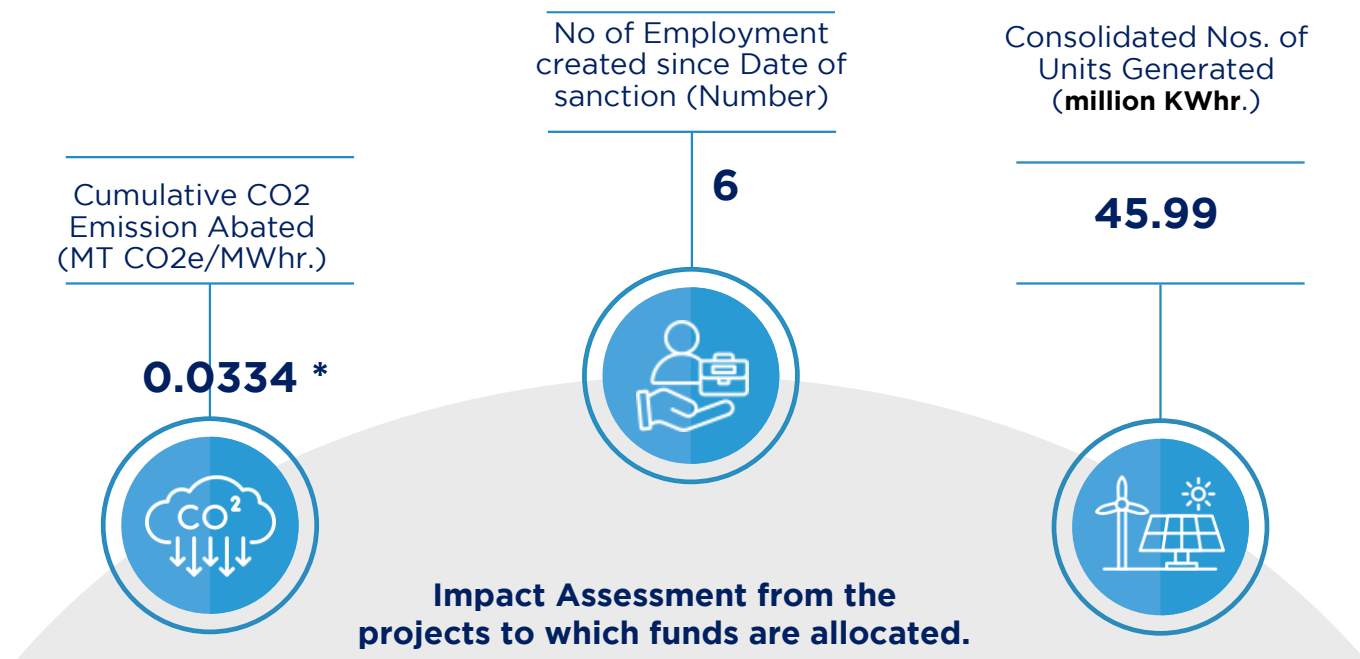 Cumulative CO2
Emission Abated
(MT CO2e/MWhr.)
0.0334 *
CO²
No of Employment
created since Date of
sanction (Number)
6
Consolidated Nos. of
Units Generated
(million KWhr.)
45.99
Impact Assessment from the
projects to which funds are allocated.